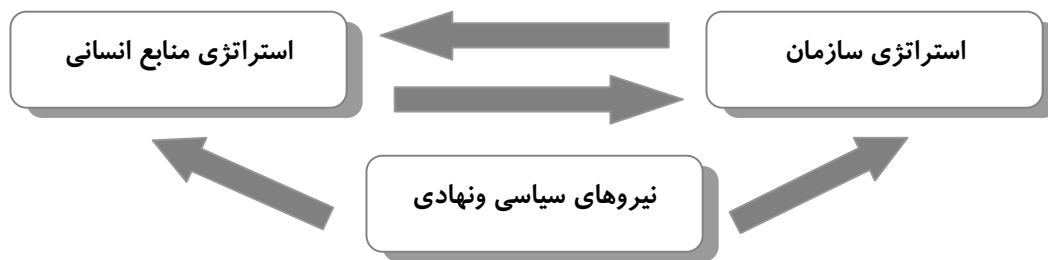 استراتژی سازمان
استراتژی منابع انسانی
نیروهای سیاسی ونهادی